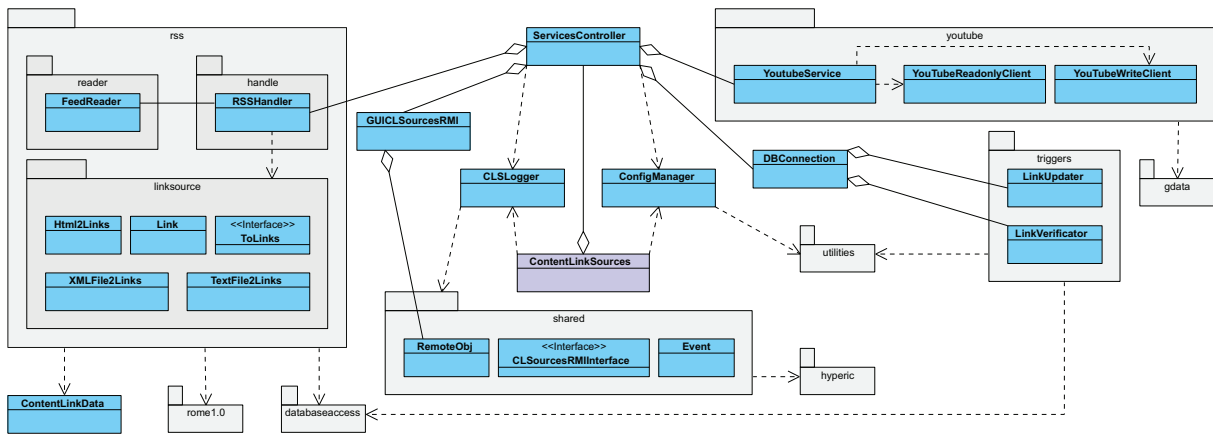 rss
reader
FeedReader
handle
RSSHandler
linksource
Html2Links
Link
<<Interface>>
ToLinks
XMLFile2Links
TextFile2Links
ContentLinkData
rome1.0
databaseaccess
ServicesController
GUICLSourcesRMI
CLSLogger
ConfigManager
ContentLinkSources
shared
RemoteObj
<<Interface>>
CLSourcesRMIInterface
Event
youtube
YoutubeService
YouTubeReadonlyClient
YouTubeWriteClient
DBConnection
triggers
LinkUpdater
LinkVerificator
gdata
utilities
hyperic